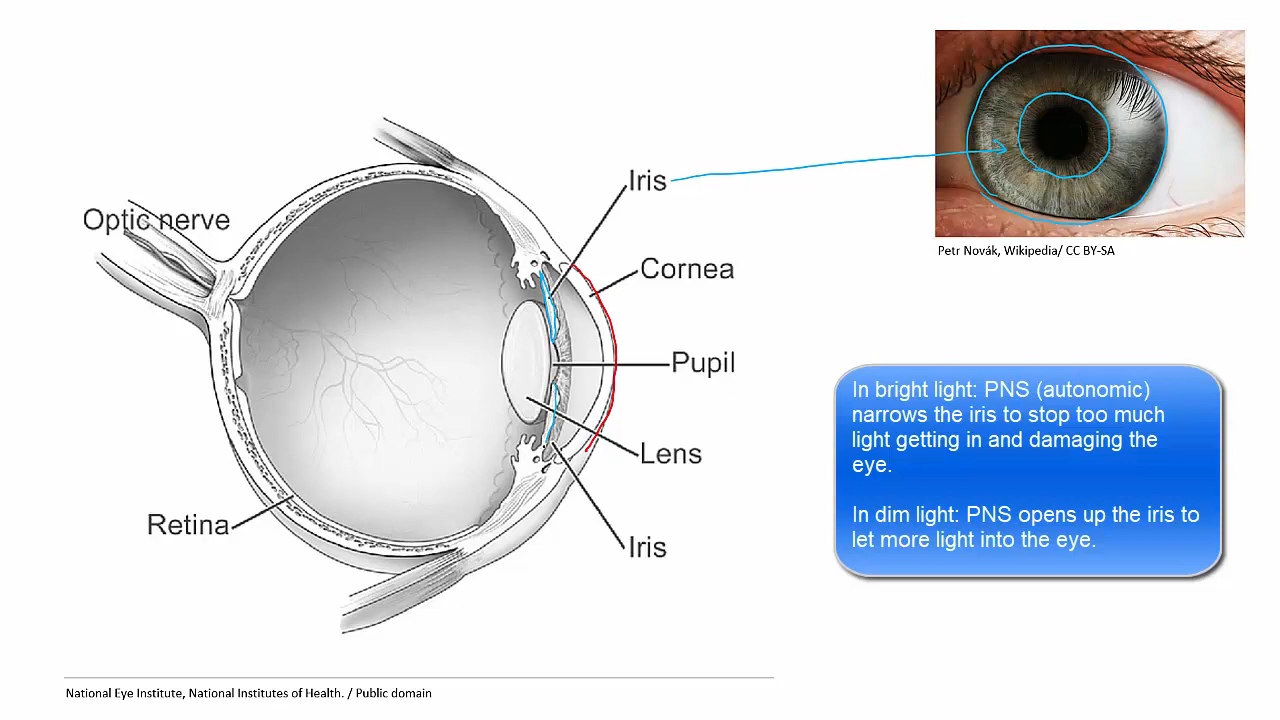 Iris
Optic nerve
Petr Novák, Wikipedia/ CC BY-SA
Cornea
Pupil
In bright light: PNS (autonomic)
narrows the iris to stop too much
light getting in and damaging the
eye.
In dim light: PNS opens up the iris to
let more light into the eye.
Lens
Retina
Iris
National Eye Institute, National Institutes of Health. / Public domain